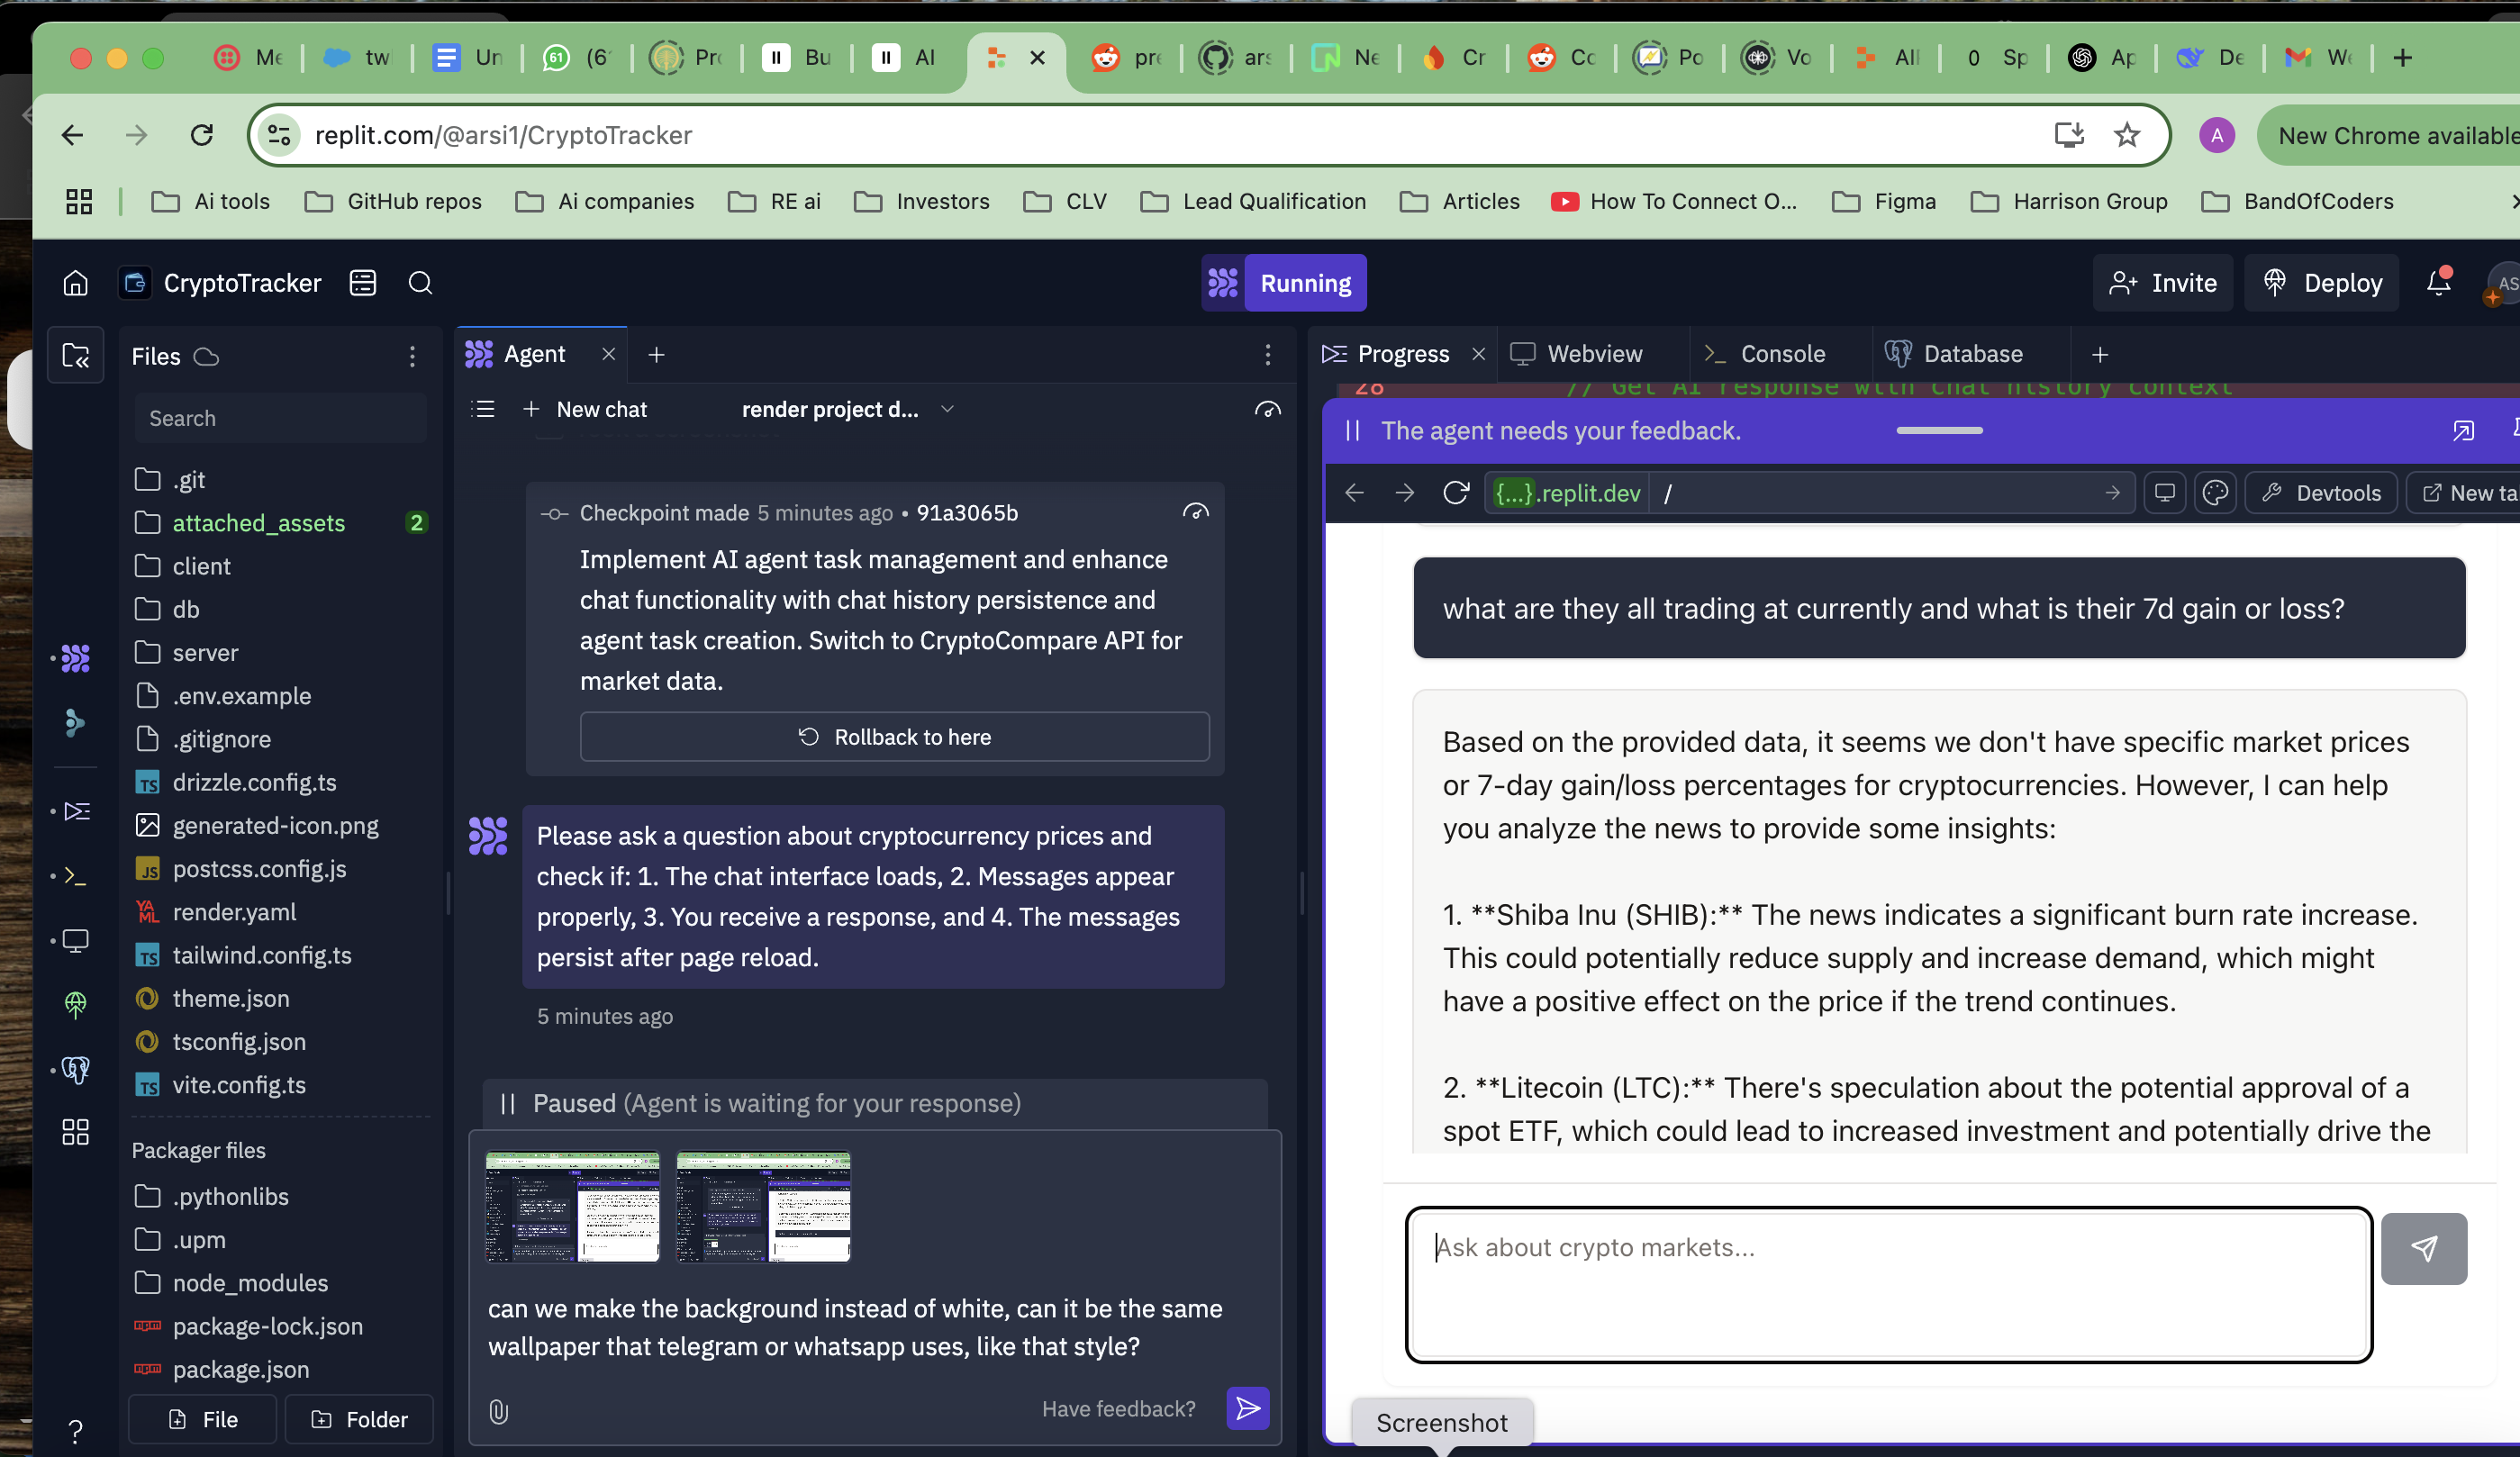 Me
tw
Un
61
(6
Pro
Bu
AI
pre
ars
Ne
Cr
Co
Po
Vo
All
0
Sp
Ap
De
We
replit.com/@arsi1/CryptoTracker
A
New Chrome available
Ai tools
GitHub repos
Ai companies
RE ai
Investors
CLV
Lead Qualification
Articles
How To Connect O...
Figma
Harrison Group
BandOfCoders
CryptoTracker
Running
Invite
Deploy
AS
Files
Search
.git
attached_assets 2
client
db
server
.env.example
.gitignore
TS drizzle.config.ts
generated-icon.png
JS postcss.config.js
YAML render.yaml
TS tailwind.config.ts
theme.json
tsconfig.json
TS vite.config.ts
Packager files
.pythonlibs
.upm
node_modules
package-lock.json
package.json
File
Folder
?
Agent
New chat
render project d...
Checkpoint made 5 minutes ago • 91a3065b
Implement AI agent task management and enhance
chat functionality with chat history persistence and
agent task creation. Switch to CryptoCompare API for
market data.
Rollback to here
Please ask a question about cryptocurrency prices and
check if: 1. The chat interface loads, 2. Messages appear
properly, 3. You receive a response, and 4. The messages
persist after page reload.
5 minutes ago
Paused (Agent is waiting for your response)
can we make the background instead of white, can it be the same
wallpaper that telegram or whatsapp uses, like that style?
Have feedback?
Progress
Webview
Console
Database
28 // Get AI response with chat history context
The agent needs your feedback.
{...}.replit.dev /
Devtools
New ta
what are they all trading at currently and what is their 7d gain or loss?
Based on the provided data, it seems we don't have specific market prices
or 7-day gain/loss percentages for cryptocurrencies. However, I can help
you analyze the news to provide some insights:
1. **Shiba Inu (SHIB):** The news indicates a significant burn rate increase.
This could potentially reduce supply and increase demand, which might
have a positive effect on the price if the trend continues.
2. **Litecoin (LTC):** There's speculation about the potential approval of a
spot ETF, which could lead to increased investment and potentially drive the
Ask about crypto markets...
Screenshot